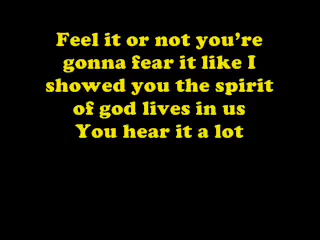 Feel it or not you’re
gonna fear it like I
showed you the spirit
of god lives in us
You hear it a lot